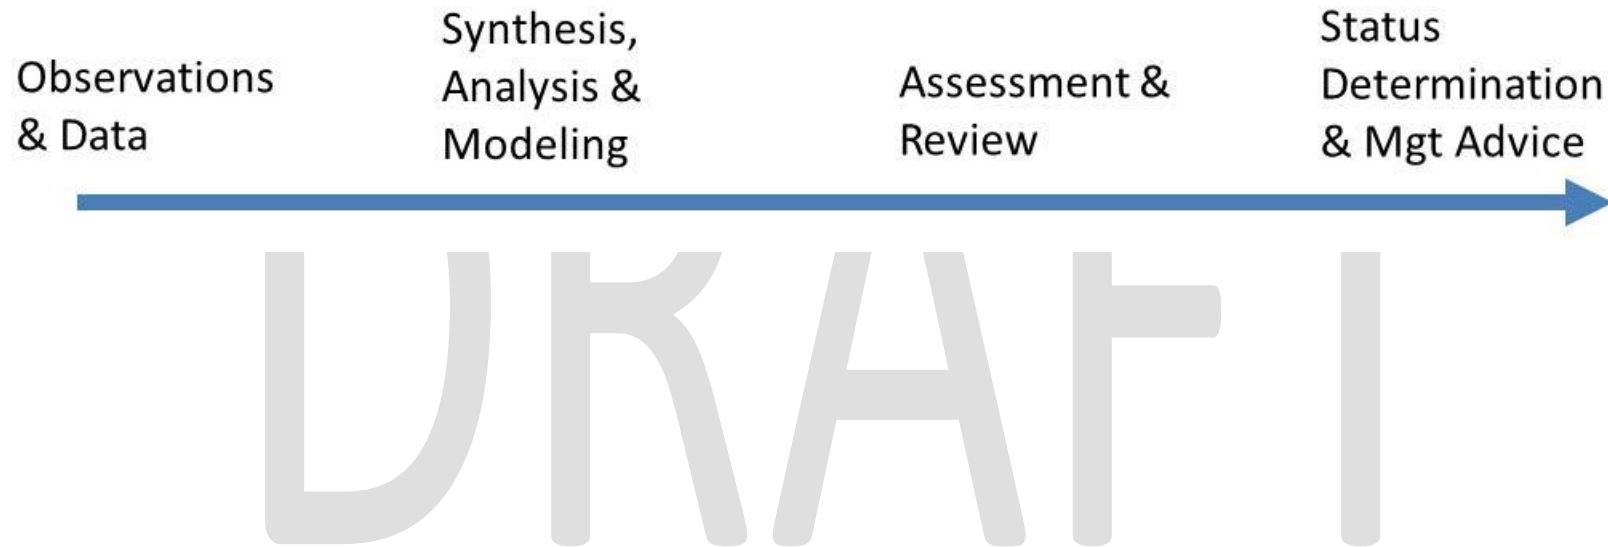 Observations
& Data
Synthesis,
Analysis &
Modeling
Assessment &
Review
Status
Determination
& Mgt Advice
DRAFT